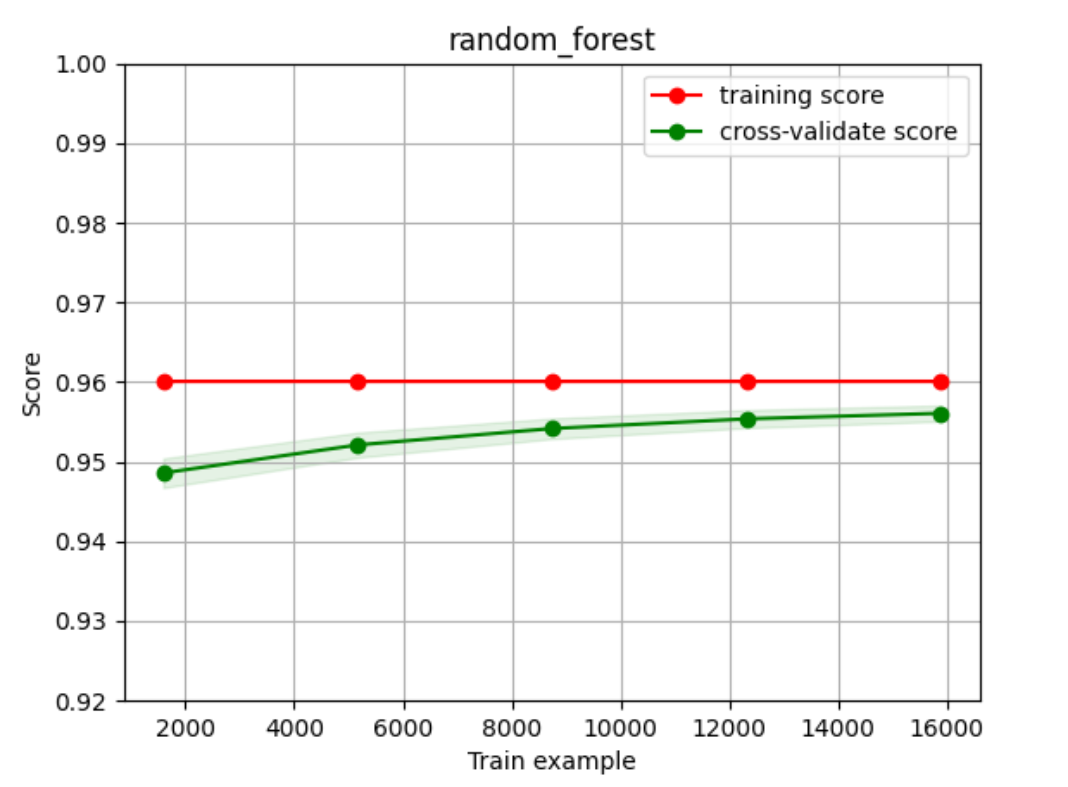 random_forest
training score
cross-validate score
1.00
0.99
0.98
0.97
0.96
0.95
0.94
0.93
0.92
Score
2000 4000 6000 8000 10000 12000 14000 16000
Train example